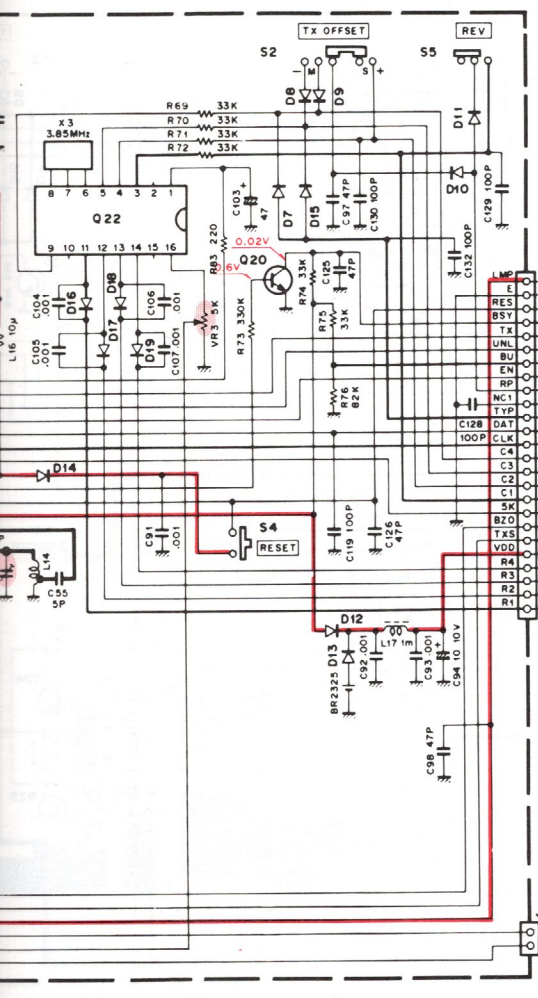 TX OFFSET
REV
S2
S5
- M S +
D8
D9
D11
R69 33K
R70 33K
R71 33K
R72 33K
X3
3.85MHz
8 7 6 5 4 3 2 1
Q22
9 10 11 12 13 14 15 16
C103 +
47
D7
D15
C97 47P
C130 100P
D10
C129 100P
C132 100P
R83 220
0.02V
0.6V
Q20
R74 33K
C125
47P
R75
33K
R76
82K
R73 330K
VR3 5K
C104
.001
D16
D18
C106
.001
C105
.001
D17
D19
C107 .001
L16 10μ
LMP
E
RES
BSY
TX
UNL
BU
EN
RP
NC1
TYP
C128
100P
DAT
CLK
C4
C3
C2
C1
5K
BZO
TXS
VDD
R4
R3
R2
R1
D14
C91
.001
S4
RESET
C119 100P
C126
47P
L14
C55
5P
D12
D13
BR2325
C92 .001
L17 1m
C93 .001
C94 10 10V
+
C98 47P